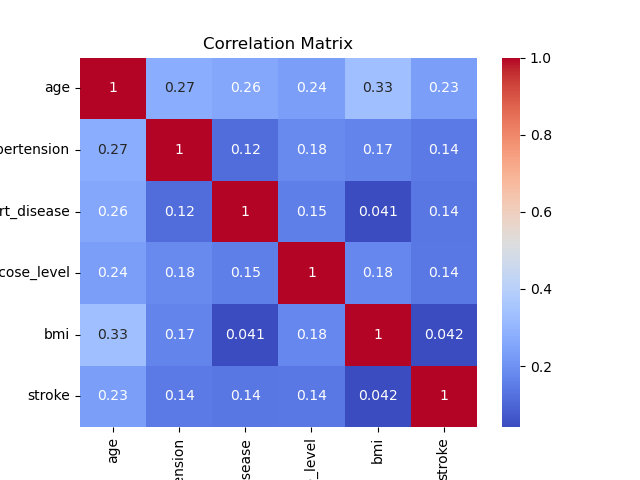 Correlation Matrix
age 1 0.27 0.26 0.24 0.33 0.23
pertension 0.27 1 0.12 0.18 0.17 0.14
rt_disease 0.26 0.12 1 0.15 0.041 0.14
cose_level 0.24 0.18 0.15 1 0.18 0.14
bmi 0.33 0.17 0.041 0.18 1 0.042
stroke 0.23 0.14 0.14 0.14 0.042 1
age ension sease _level bmi stroke
1.0
0.8
0.6
0.4
0.2